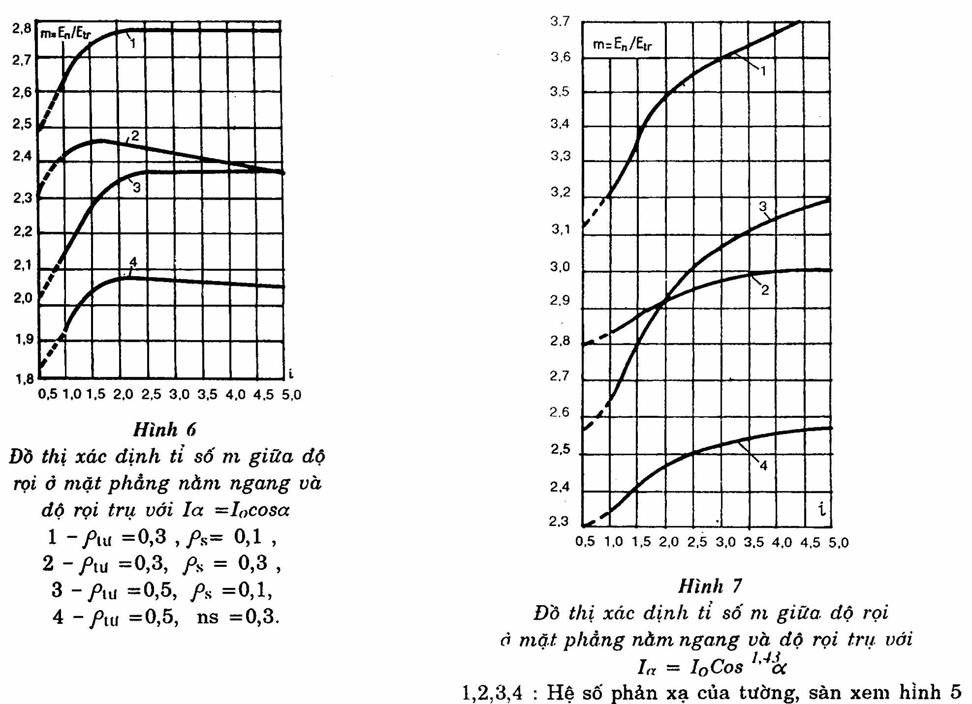 2,8
m=Eₙ/Etr
2,7
2,6
2,5
2,4
2,3
2,2
2,1
2,0
1,9
1,8
1
2
3
4
i
0,5 1,0 1,5 2,0 2,5 3,0 3,5 4,0 4,5 5,0
Hình 6
Đồ thị xác định tỉ số m giữa độ
rọi ở mặt phẳng nằm ngang và
độ rọi trụ với Iα =I₀cosα
1 - ρtu =0,3 , ρs= 0,1 ,
2 - ρtu =0,3, ρs = 0,3 ,
3 - ρtu =0,5, ρs =0,1,
4 - ρtu =0,5, ns =0,3.
3.7
m=Eₙ/Etr
3,6
3,5
3,4
3,3
3,2
3,1
3,0
2,9
2,8
2,7
2,6
2,5
2,4
2,3
1
3
2
4
i
0,5 1,0 1,5 2,0 2,5 3,0 3,5 4,0 4,5 5,0
Hình 7
Đồ thị xác định tỉ số m giữa độ rọi
ở mặt phẳng nằm ngang và độ rọi trụ với
Iα = I₀Cos ^1,43 α
1,2,3,4 : Hệ số phản xạ của tường, sàn xem hình 5